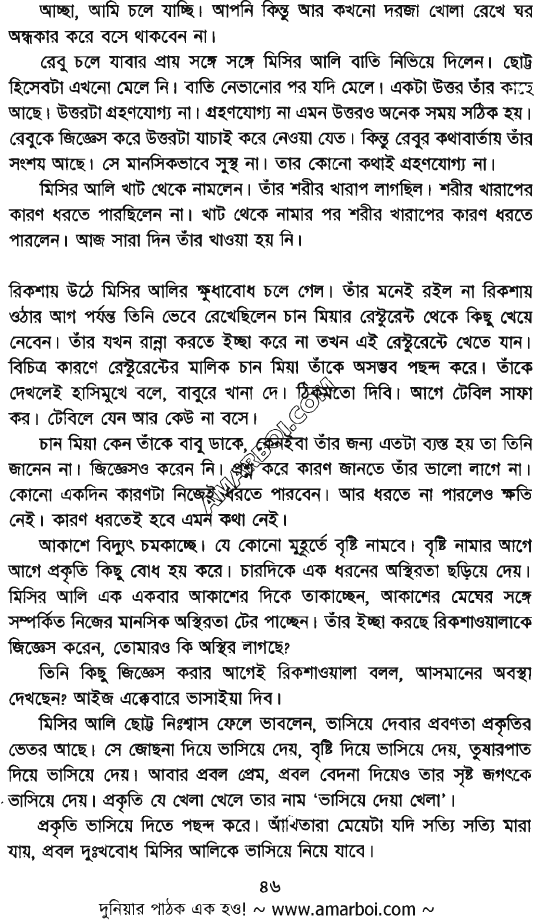 আচ্ছা, আমি চলে যাচ্ছি। আপনি কিন্তু আর কখনো দরজা খোলা রেখে ঘর
অন্ধকার করে বসে থাকবেন না।
রেবু চলে যাবার প্রায় সঙ্গে সঙ্গে মিসির আলি বাতি নিভিয়ে দিলেন। ছোট্ট
হিসেবটা এখনো মেলে নি। বাতি নেভানোর পর যদি মেলে। একটা উত্তর তাঁর কাছে
আছে। উত্তরটা গ্রহণযোগ্য না। গ্রহণযোগ্য না এমন উত্তরও অনেক সময় সঠিক হয়।
রেবুকে জিজ্ঞেস করে উত্তরটা যাচাই করে নেওয়া যেত। কিন্তু রেবুর কথাবার্তায় তাঁর
সংশয় আছে। সে মানসিকভাবে সুস্থ না। তার কোনো কথাই গ্রহণযোগ্য না।
মিসির আলি খাট থেকে নামলেন। তাঁর শরীর খারাপ লাগছিল। শরীর খারাপের
কারণ ধরতে পারছিলেন না। খাট থেকে নামার পর শরীর খারাপের কারণ ধরতে
পারলেন। আজ সারা দিন তাঁর খাওয়া হয় নি।
রিকশায় উঠে মিসির আলির ক্ষুধাবোধ চলে গেল। তাঁর মনেই রইল না রিকশায়
ওঠার আগ পর্যন্ত তিনি ভেবে রেখেছিলেন চান মিয়ার রেস্টুরেন্ট থেকে কিছু খেয়ে
নেবেন। তাঁর যখন রান্না করতে ইচ্ছা করে না তখন এই রেস্টুরেন্টে খেতে যান।
বিচিত্র কারণে রেস্টুরেন্টের মালিক চান মিয়া তাঁকে অসম্ভব পছন্দ করে। তাঁকে
দেখলেই হাসিমুখে বলে, বাবুরে খানা দে। ঠিকমতো দিবি। আগে টেবিল সাফা
কর। টেবিলে যেন আর কেউ না বসে।
চান মিয়া কেন তাঁকে বাবু ডাকে, কেনইবা তাঁর জন্য এতটা ব্যস্ত হয় তা তিনি
জানেন না। জিজ্ঞেসও করেন নি। প্রশ্ন করে কারণ জানতে তাঁর ভালো লাগে না।
কোনো একদিন কারণটা নিজেই ধরতে পারবেন। আর ধরতে না পারলেও ক্ষতি
নেই। কারণ ধরতেই হবে এমন কথা নেই।
আকাশে বিদ্যুৎ চমকাচ্ছে। যে কোনো মুহূর্তে বৃষ্টি নামবে। বৃষ্টি নামার আগে
আগে প্রকৃতি কিছু বোধ হয় করে। চারদিকে এক ধরনের অস্থিরতা ছড়িয়ে দেয়।
মিসির আলি এক একবার আকাশের দিকে তাকাচ্ছেন, আকাশের মেঘের সঙ্গে
সম্পর্কিত নিজের মানসিক অস্থিরতা টের পাচ্ছেন। তাঁর ইচ্ছা করছে রিকশাওয়ালাকে
জিজ্ঞেস করেন, তোমারও কি অস্থির লাগছে?
তিনি কিছু জিজ্ঞেস করার আগেই রিকশাওয়ালা বলল, আসমানের অবস্থা
দেখছেন? আইজ এক্কেবারে ভাসাইয়া দিব।
মিসির আলি ছোট্ট নিঃশ্বাস ফেলে ভাবলেন, ভাসিয়ে দেবার প্রবণতা প্রকৃতির
ভেতর আছে। সে জোছনা দিয়ে ভাসিয়ে দেয়, বৃষ্টি দিয়ে ভাসিয়ে দেয়, তুষারপাত
দিয়ে ভাসিয়ে দেয়। আবার প্রবল প্রেম, প্রবল বেদনা দিয়েও তার সৃষ্ট জগৎকে
ভাসিয়ে দেয়। প্রকৃতি যে খেলা খেলে তার নাম ‘ভাসিয়ে দেয়া খেলা’।
প্রকৃতি ভাসিয়ে দিতে পছন্দ করে। আঁখিতারা মেয়েটা যদি সত্যি সত্যি মারা
যায়, প্রবল দুঃখবোধ মিসির আলিকে ভাসিয়ে নিয়ে যাবে।
AMARBOI.COM
৪৬
দুনিয়ার পাঠক এক হও! ~ www.amarboi.com ~